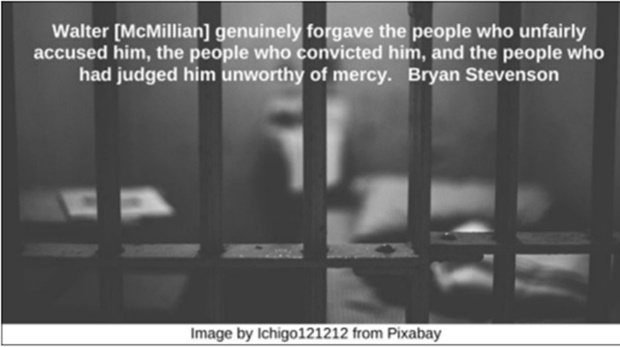 Walter [McMillian] genuinely forgave the people who unfairly
accused him, the people who convicted him, and the people who
had judged him unworthy of mercy. Bryan Stevenson
Image by Ichigo121212 from Pixabay